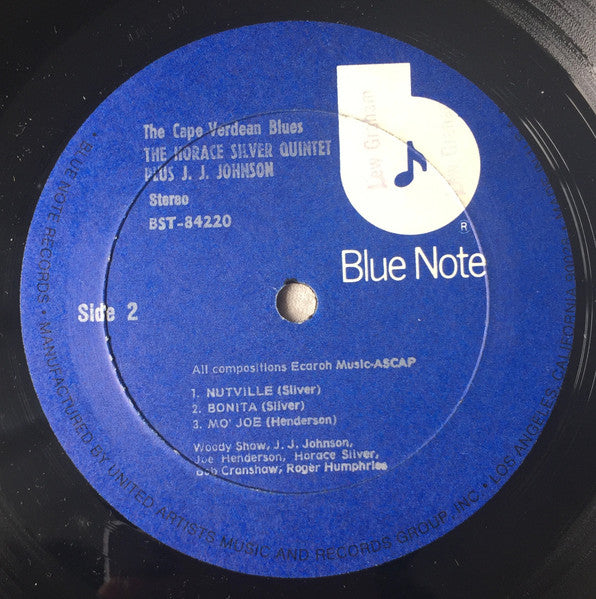 The Cape Verdean Blues
THE HORACE SILVER QUINTET
PLUS J. J. JOHNSON
Stereo
BST-84220
Lew Graham
Blue Note
®
Side 2
All compositions Ecaroh Music-ASCAP
1. NUTVILLE (Silver)
2. BONITA (Silver)
3. MO' JOE (Henderson)
Woody Shaw, J. J. Johnson,
Joe Henderson, Horace Silver,
Bob Cranshaw, Roger Humphries
• BLUE NOTE RECORDS • MANUFACTURED BY UNITED ARTISTS MUSIC AND RECORDS GROUP, INC. • LOS ANGELES, CALIFORNIA